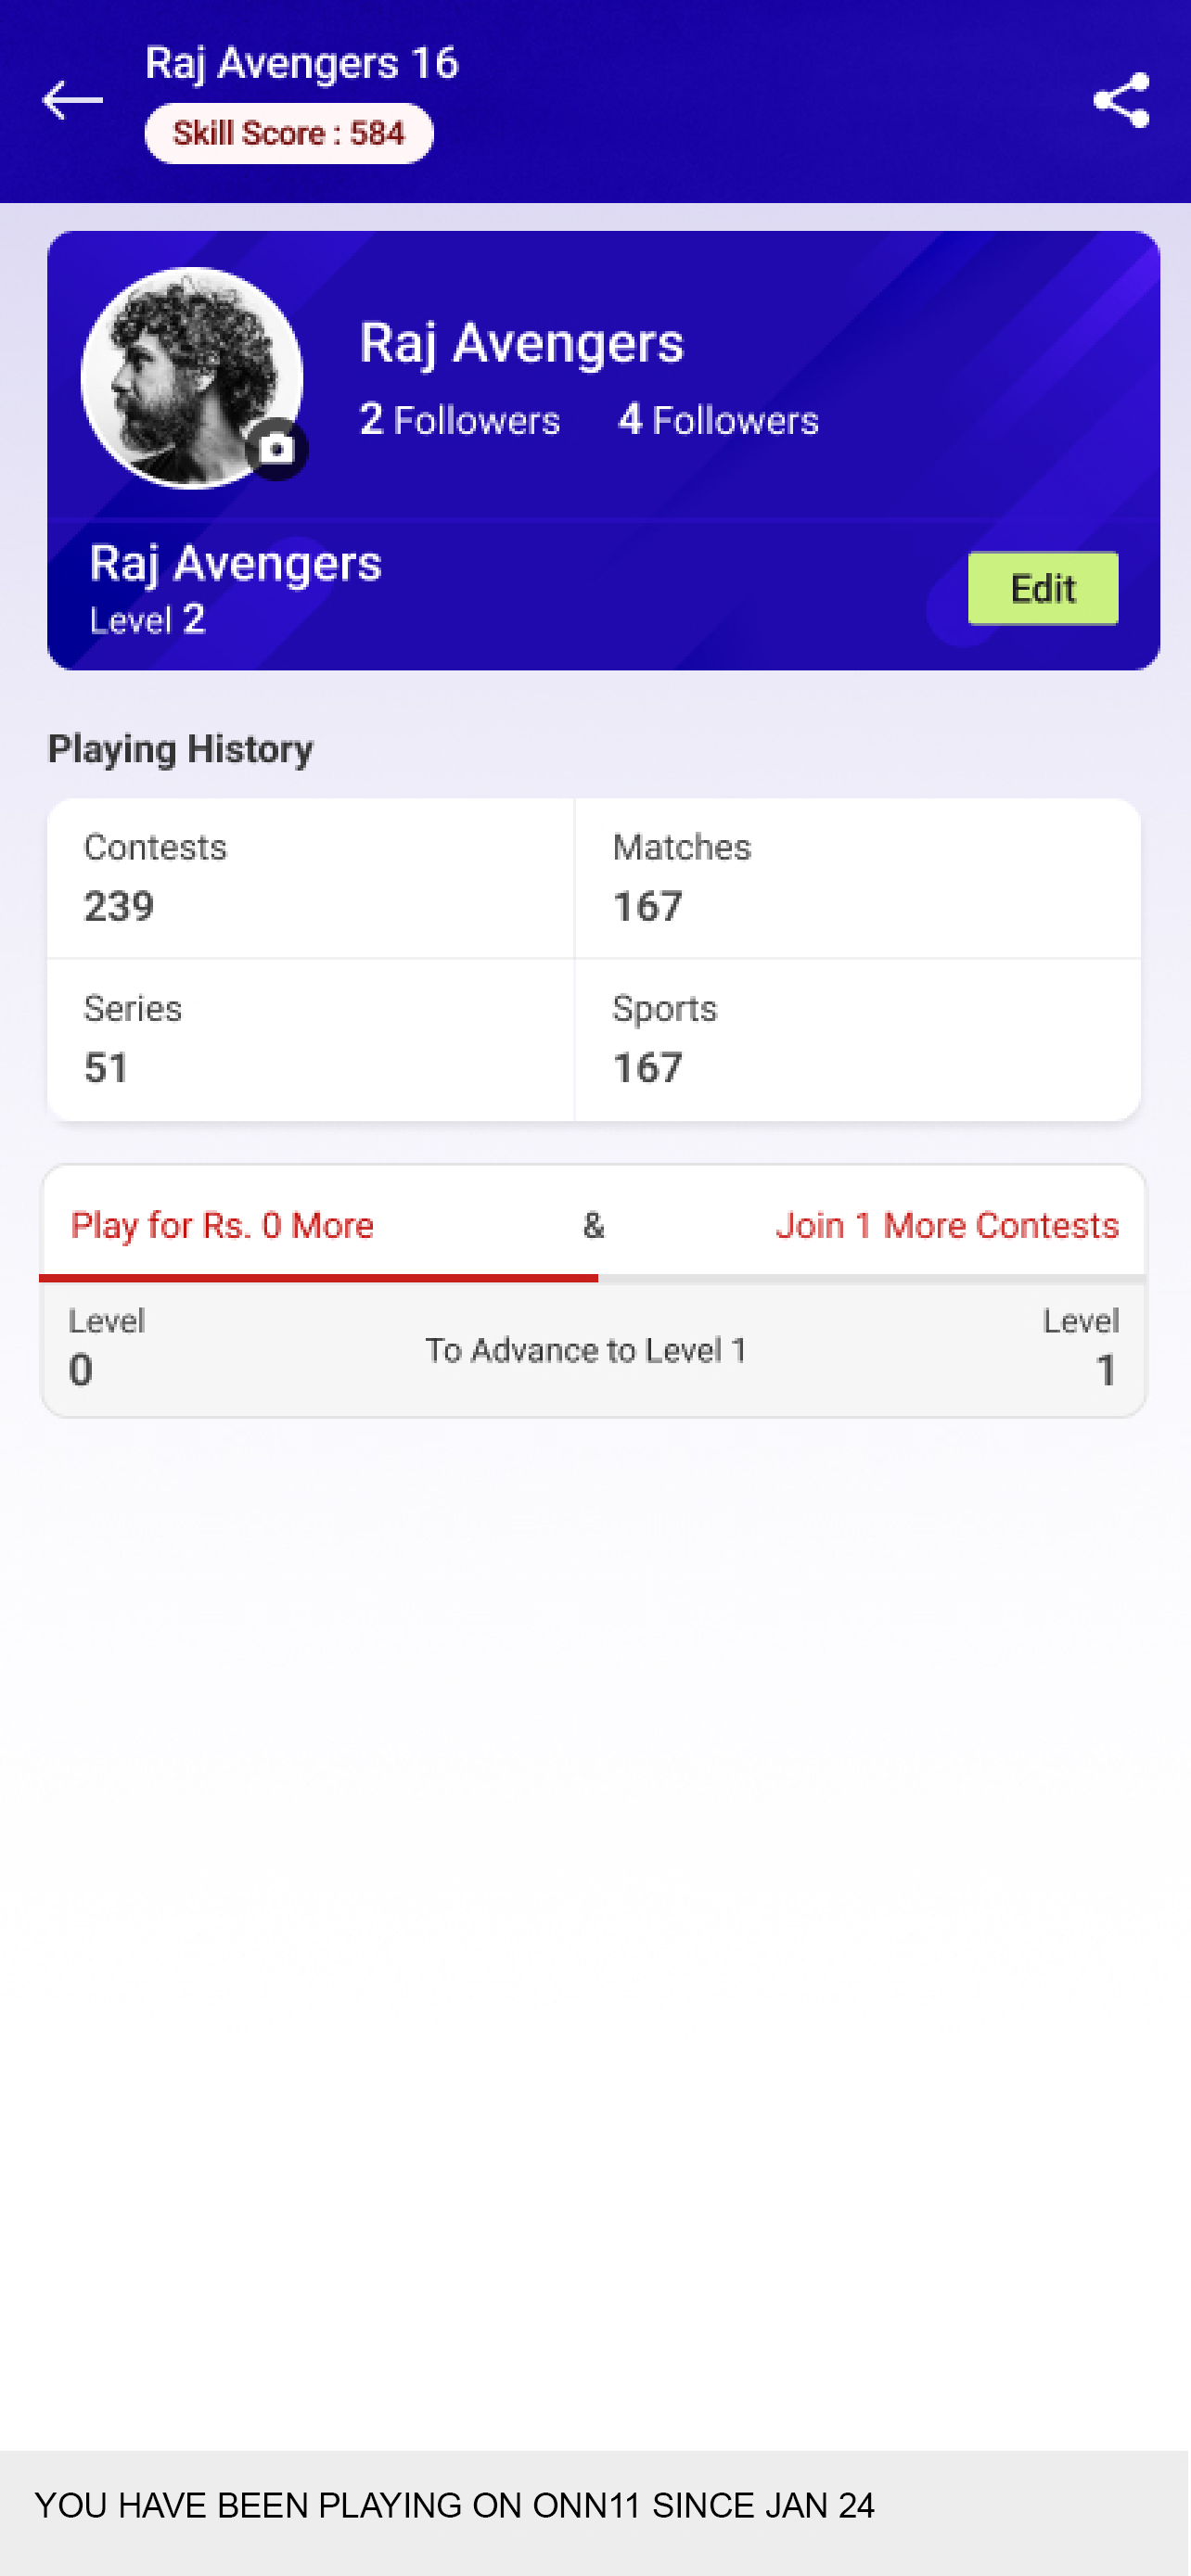 Raj Avengers 16
Skill Score : 584
Raj Avengers
2 Followers 4 Followers
Raj Avengers
Level 2
Edit
Playing History
Contests
239
Matches
167
Series
51
Sports
167
Play for Rs. 0 More & Join 1 More Contests
Level
0
To Advance to Level 1
Level
1
YOU HAVE BEEN PLAYING ON ONN11 SINCE JAN 24